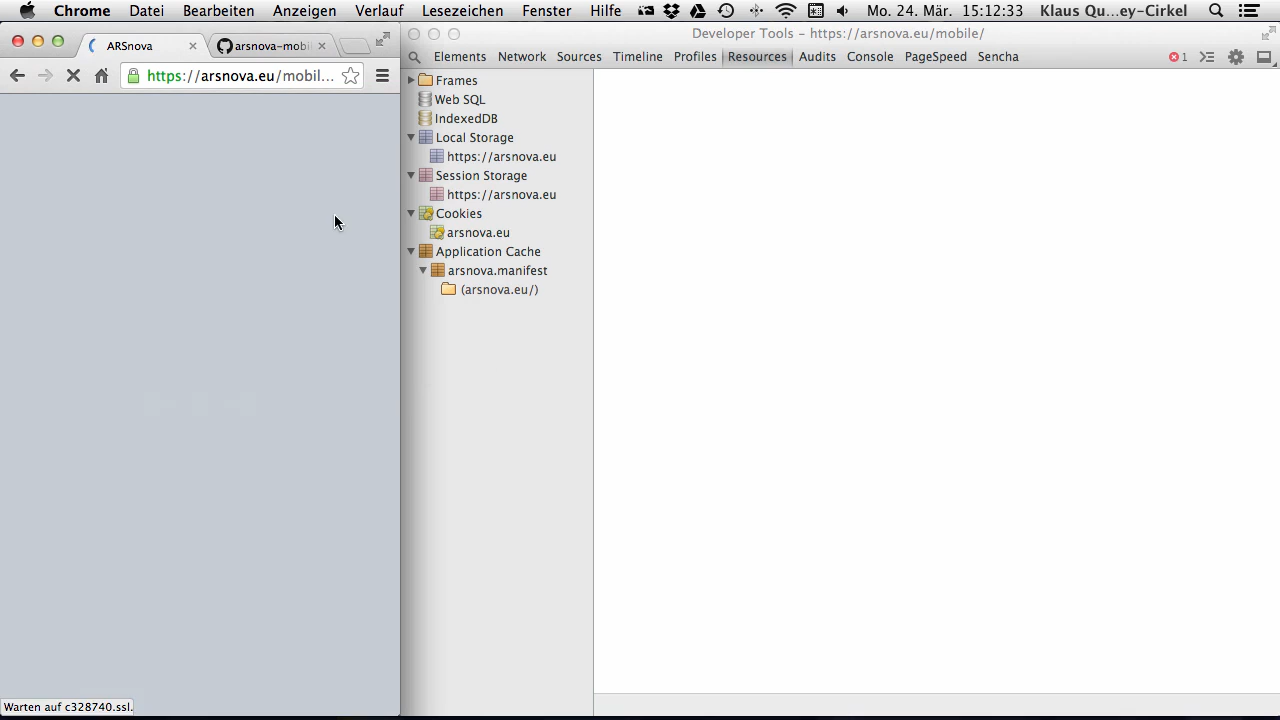 Chrome Datei Bearbeiten Anzeigen Verlauf Lesezeichen Fenster Hilfe Mo. 24. Mär. 15:12:33 Klaus Qu...ey-Cirkel
ARSnova
arsnova-mobil
https://arsnova.eu/mobil...
Warten auf c328740.ssl.
Developer Tools - https://arsnova.eu/mobile/
Elements Network Sources Timeline Profiles Resources Audits Console PageSpeed Sencha 1
Frames
Web SQL
IndexedDB
Local Storage
https://arsnova.eu
Session Storage
https://arsnova.eu
Cookies
arsnova.eu
Application Cache
arsnova.manifest
(arsnova.eu/)